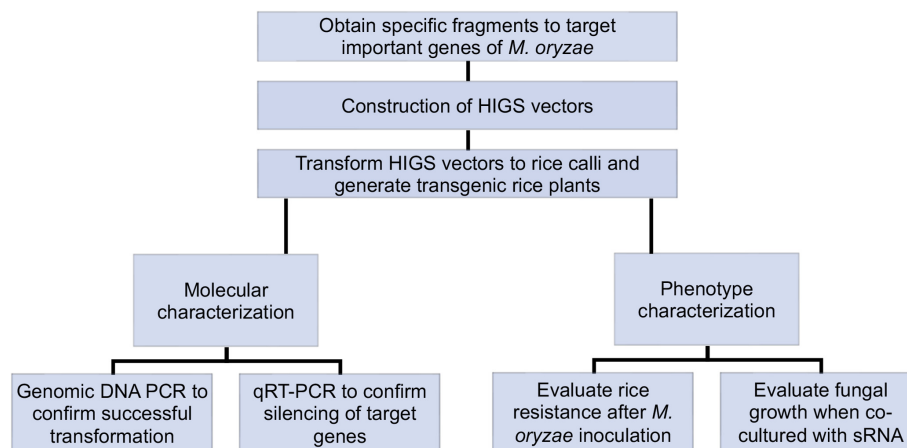 Obtain specific fragments to target
important genes of M. oryzae
Construction of HIGS vectors
Transform HIGS vectors to rice calli and
generate transgenic rice plants
Molecular
characterization
Phenotype
characterization
Genomic DNA PCR to
confirm successful
transformation
qRT-PCR to confirm
silencing of target
genes
Evaluate rice
resistance after M.
oryzae inoculation
Evaluate fungal
growth when co-
cultured with sRNA